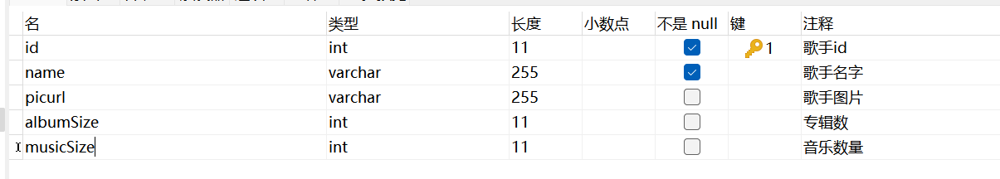 名 类型 长度 小数点 不是 null 键 注释
id int 11 1 歌手id
name varchar 255 歌手名字
picurl varchar 255 歌手图片
albumSize int 11 专辑数
musicSize int 11 音乐数量